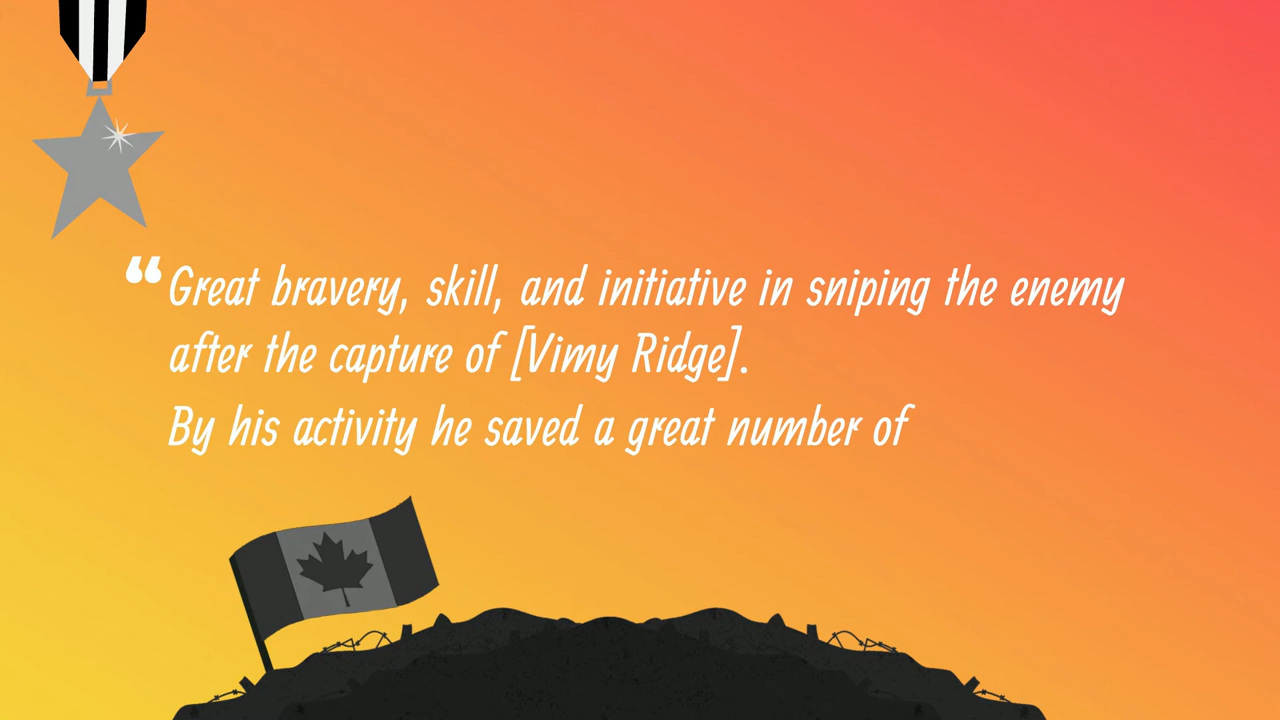 “Great bravery, skill, and initiative in sniping the enemy
after the capture of [Vimy Ridge].
By his activity he saved a great number of